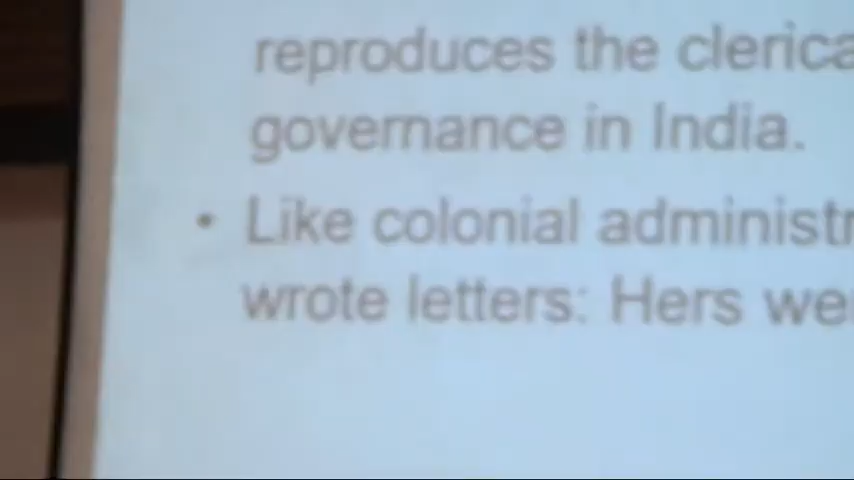 reproduces the clerica
governance in India.
• Like colonial administr
wrote letters: Hers we